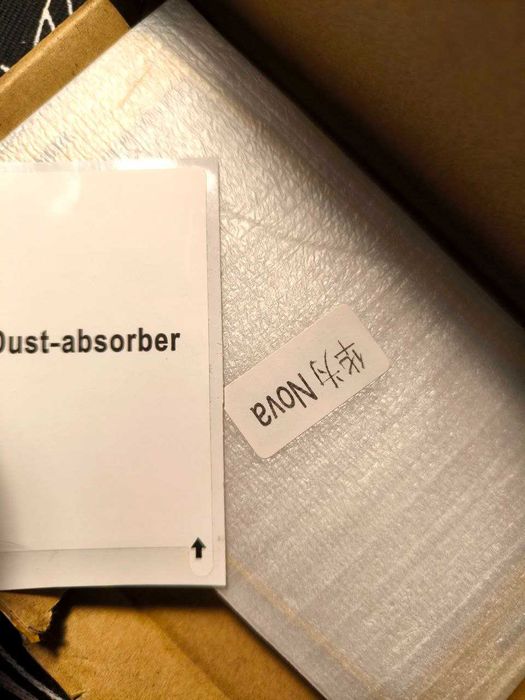 Dust-absorber
华为 Nova